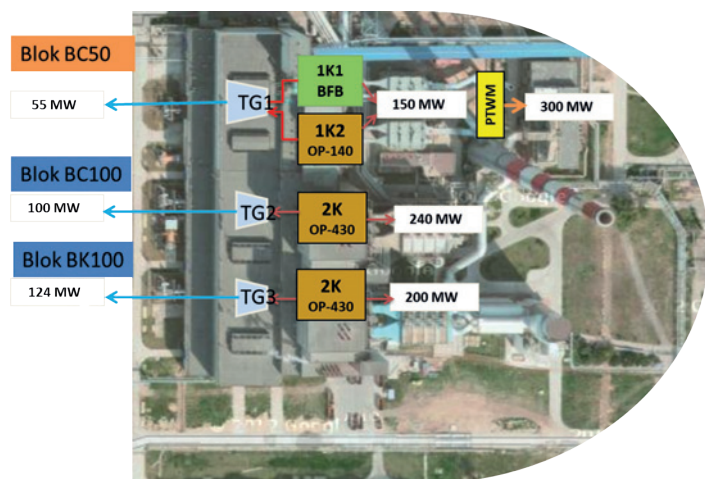 Blok BC50
55 MW
TG1
1K1
BFB
1K2
OP-140
150 MW
PTWM
300 MW
Blok BC100
100 MW
TG2
2K
OP-430
240 MW
Blok BK100
124 MW
TG3
2K
OP-430
200 MW